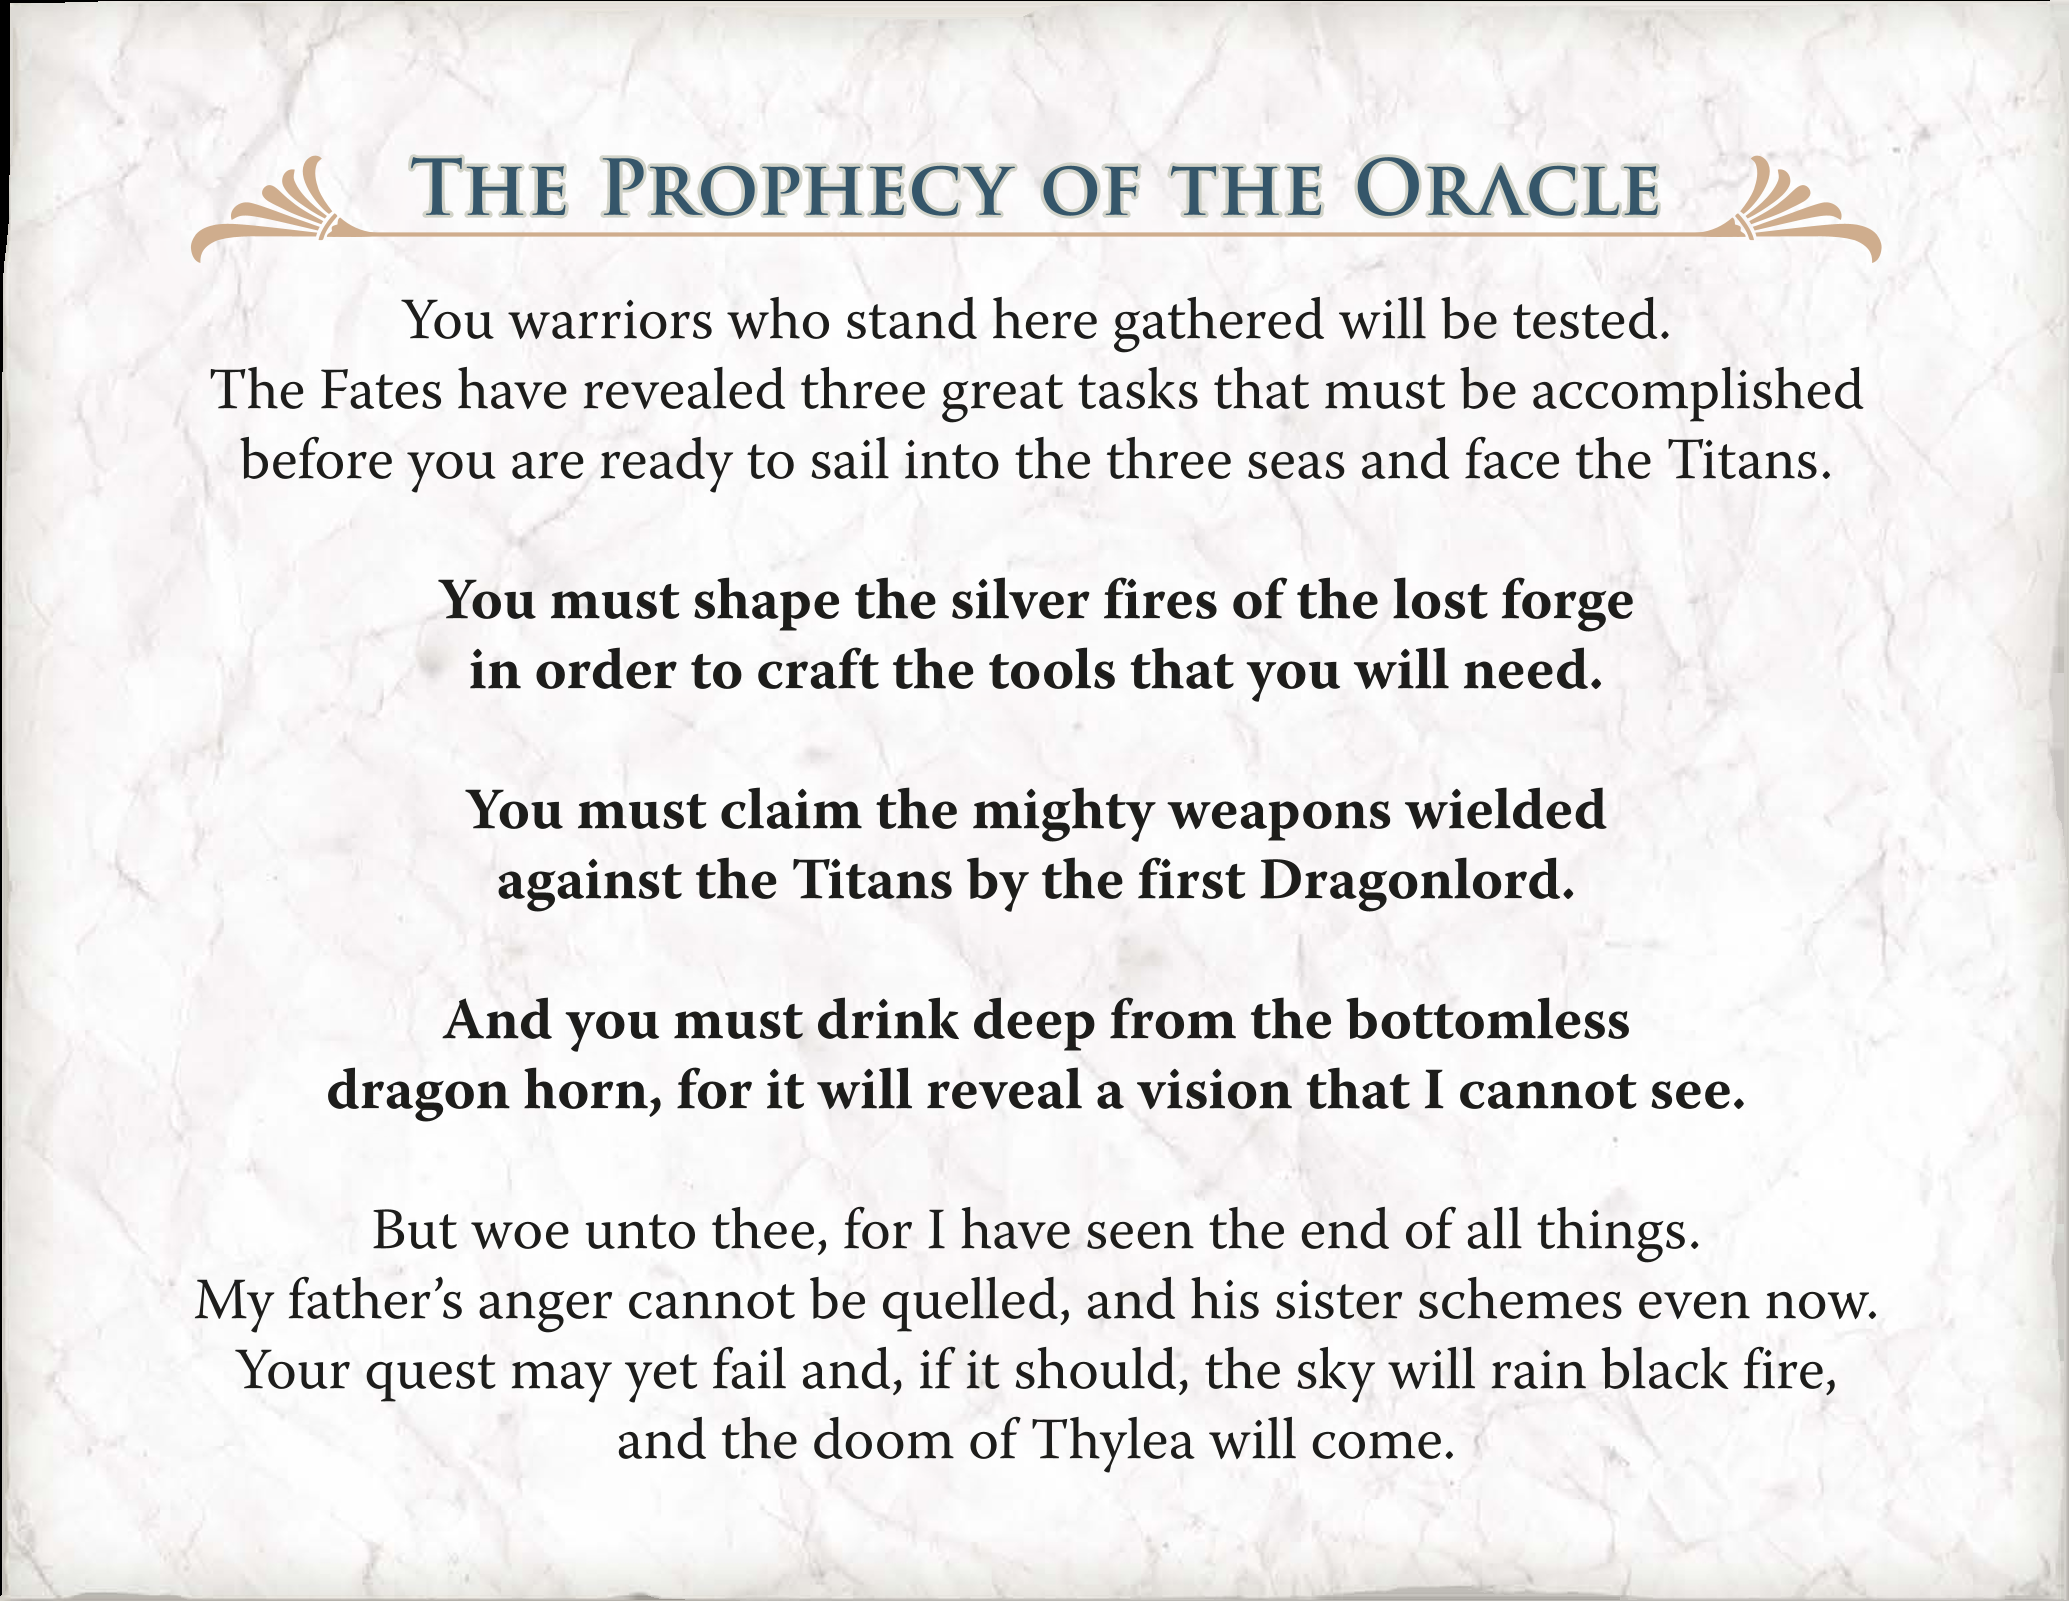 The Prophecy of the Oracle
You warriors who stand here gathered will be tested.
The Fates have revealed three great tasks that must be accomplished
before you are ready to sail into the three seas and face the Titans.
You must shape the silver fires of the lost forge
in order to craft the tools that you will need.
You must claim the mighty weapons wielded
against the Titans by the first Dragonlord.
And you must drink deep from the bottomless
dragon horn, for it will reveal a vision that I cannot see.
But woe unto thee, for I have seen the end of all things.
My father’s anger cannot be quelled, and his sister schemes even now.
Your quest may yet fail and, if it should, the sky will rain black fire,
and the doom of Thylea will come.